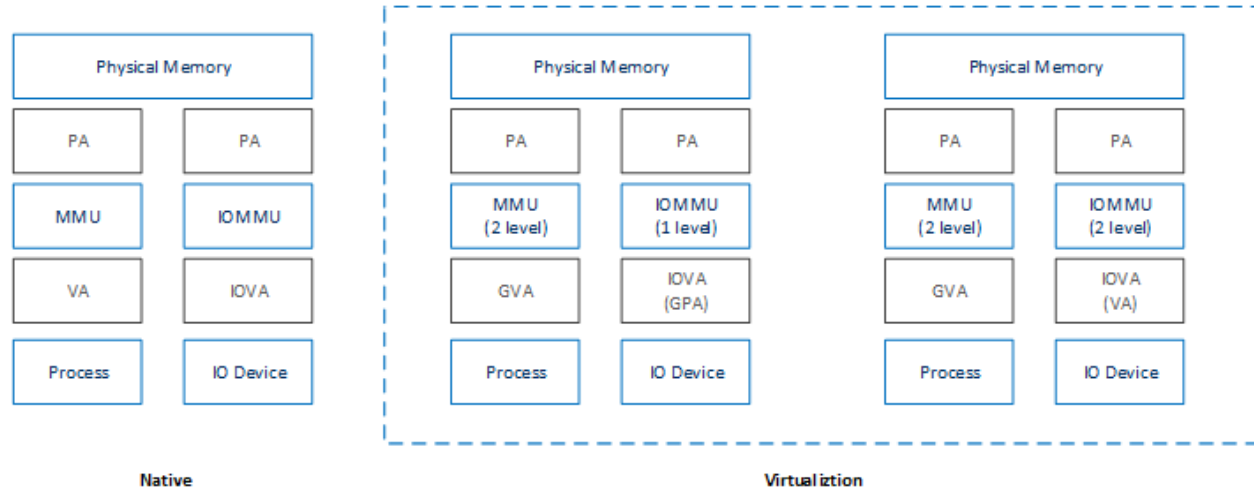 Physical Memory
PA
PA
MMU
IOMMU
VA
IOVA
Process
IO Device
Native
Physical Memory
PA
PA
MMU
(2 level)
IOMMU
(1 level)
GVA
IOVA
(GPA)
Process
IO Device
Physical Memory
PA
PA
MMU
(2 level)
IOMMU
(2 level)
GVA
IOVA
(VA)
Process
IO Device
Virtualiztion